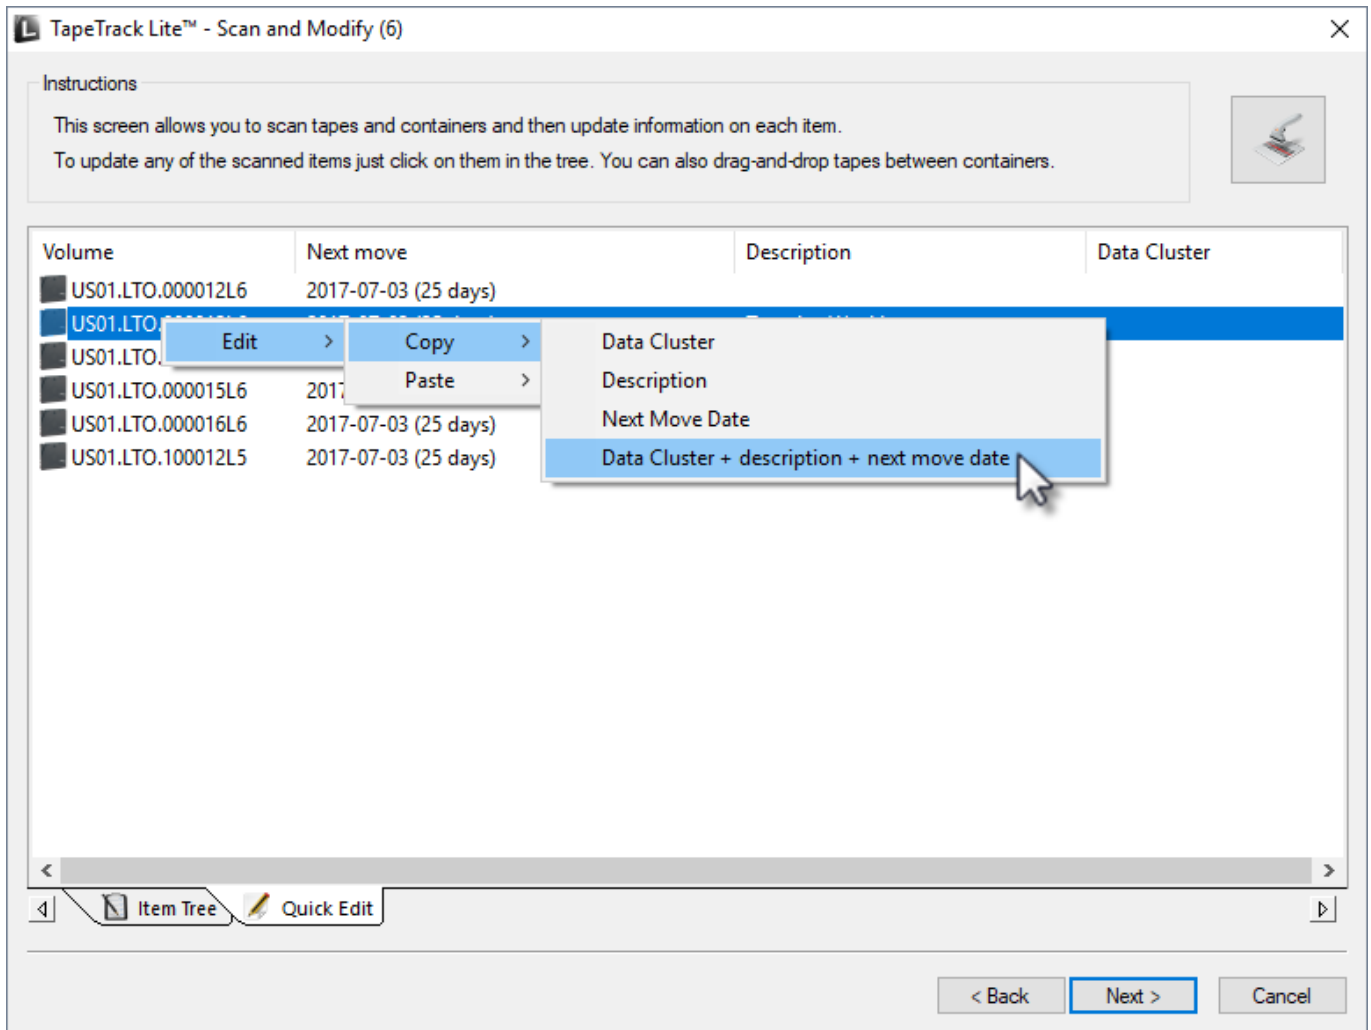 TapeTrack Lite™ - Scan and Modify (6)
Instructions
This screen allows you to scan tapes and containers and then update information on each item.
To update any of the scanned items just click on them in the tree. You can also drag-and-drop tapes between containers.
Volume Next move Description Data Cluster
US01.LTO.000012L6 2017-07-03 (25 days)
US01.LTO.
US01.LTO.
US01.LTO.000015L6 2017
US01.LTO.000016L6 2017-07-03 (25 days)
US01.LTO.100012L5 2017-07-03 (25 days)
Edit >
Copy >
Paste >
Data Cluster
Description
Next Move Date
Data Cluster + description + next move date
Item Tree Quick Edit
< Back Next > Cancel